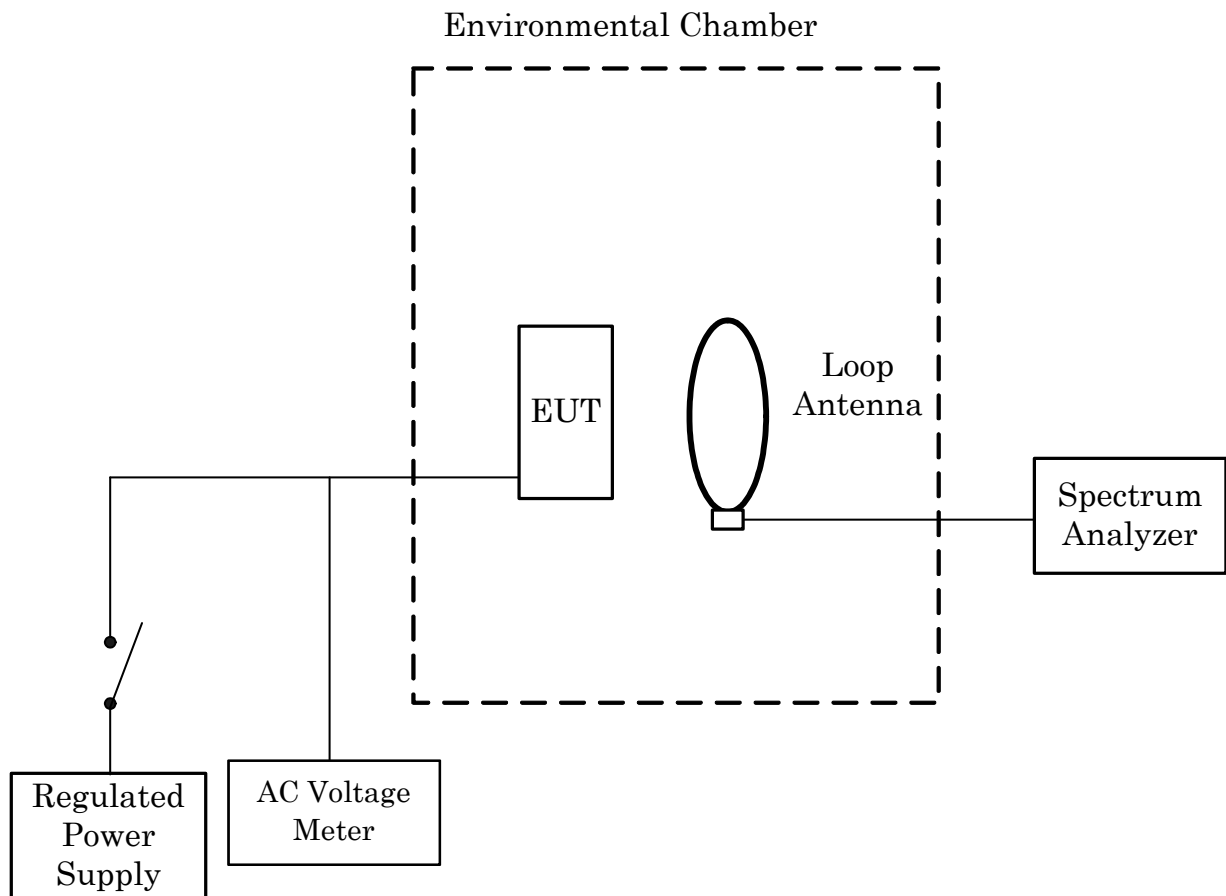 Environmental Chamber
EUT
Loop
Antenna
Spectrum
Analyzer
Regulated
Power
Supply
AC Voltage
Meter